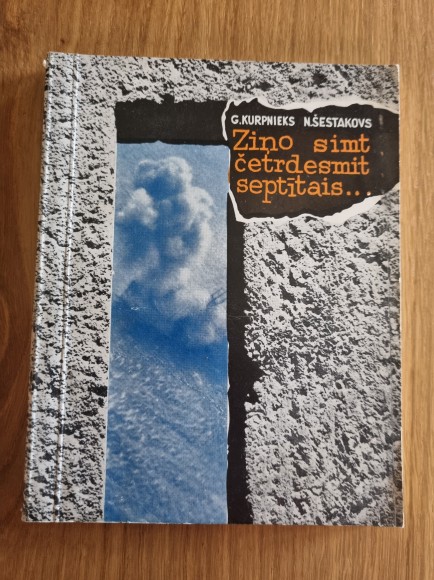 G.KURPNIEKS N.ŠESTAKOVS
Ziņo simt
četrdesmit
septītais...